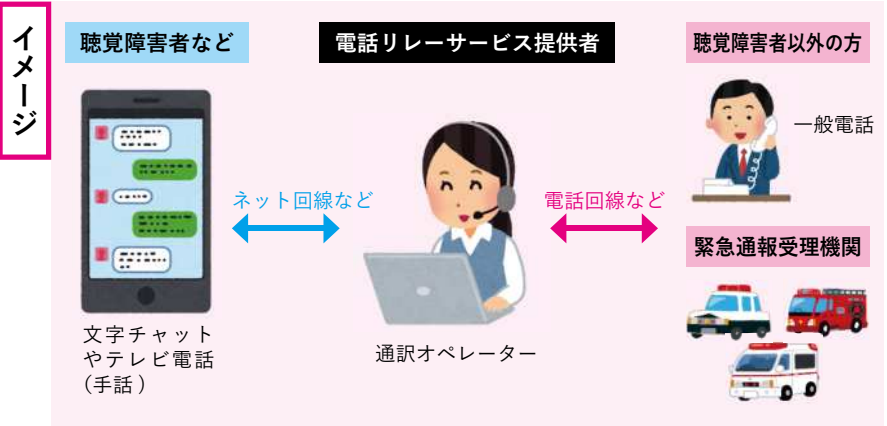 イメージ
聴覚障害者など
電話リレーサービス提供者
聴覚障害者以外の方
一般電話
ネット回線など
電話回線など
緊急通報受理機関
文字チャット
やテレビ電話
(手話)
通訳オペレーター